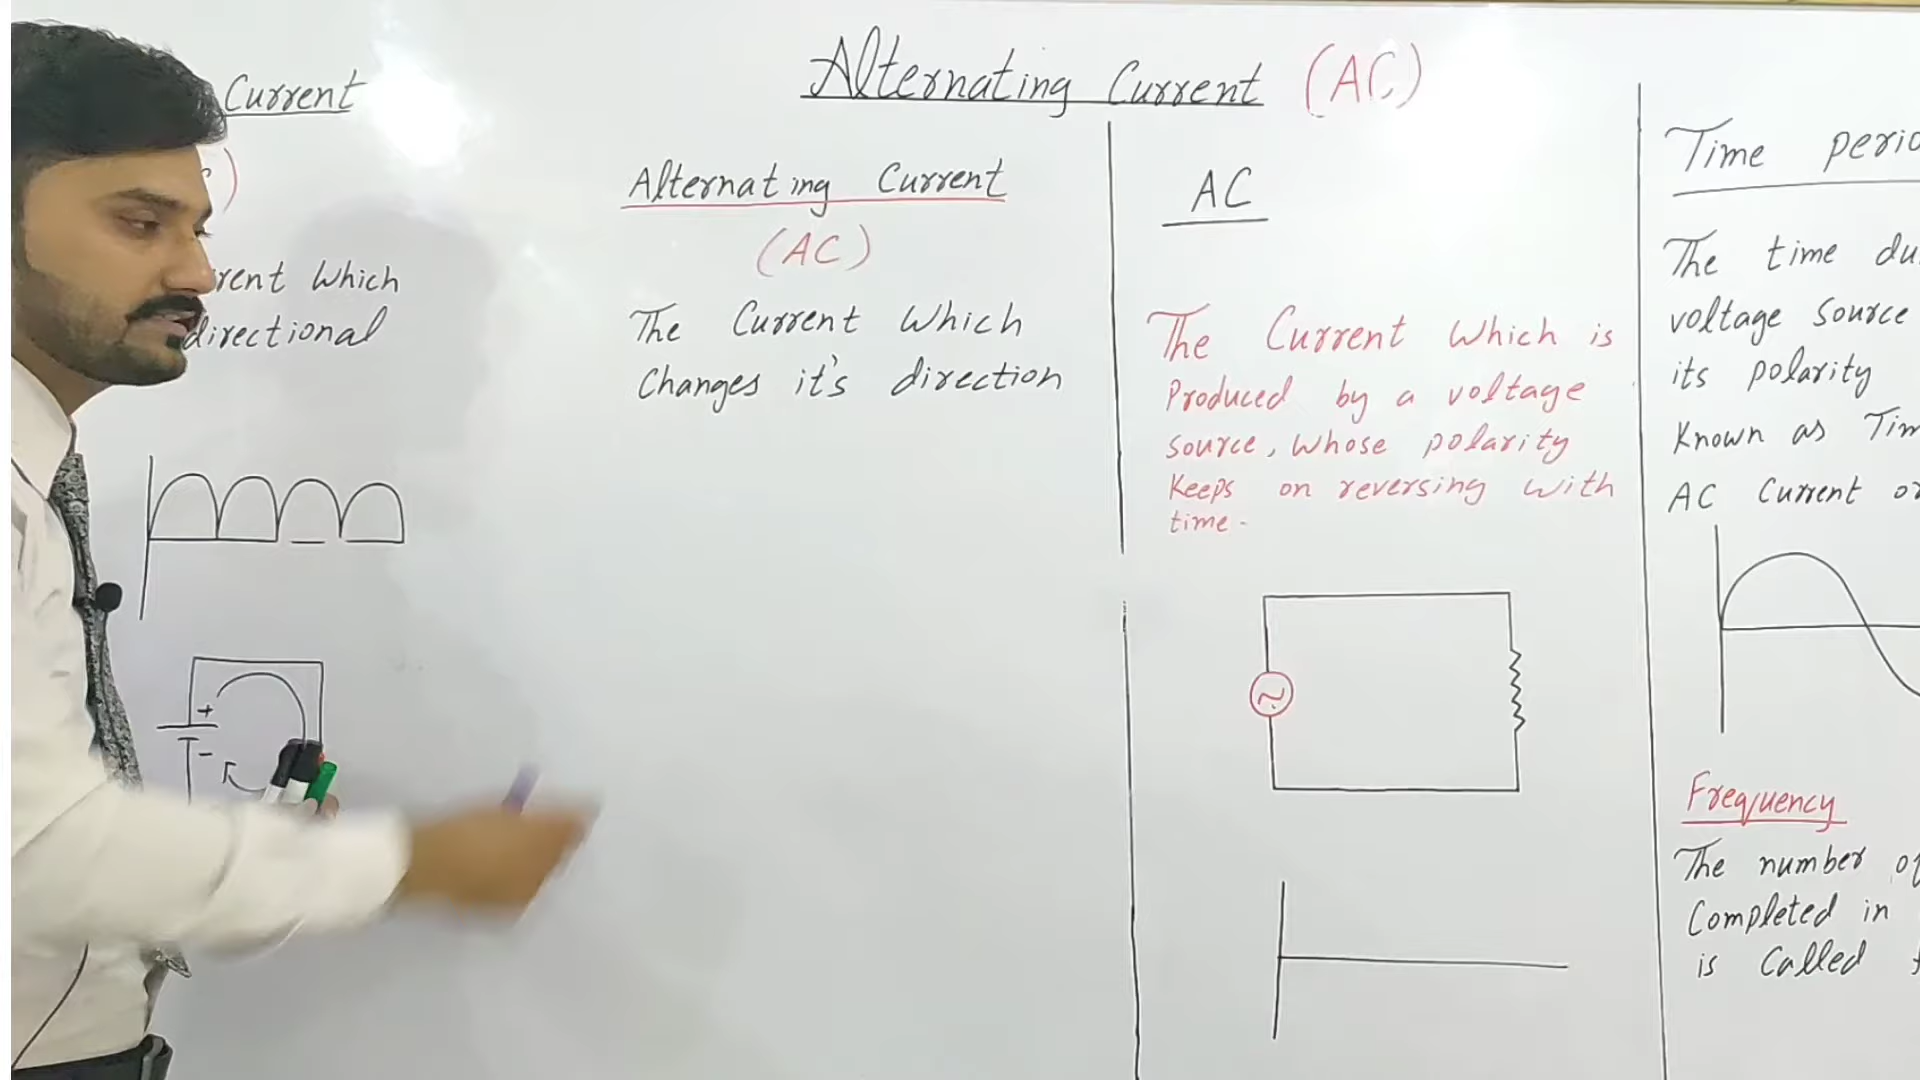 Alternating Current (AC)
Current
rent Which
directional
+
-
Alternating Current
(AC)
The Current Which
Changes it's direction
AC
The Current Which is
Produced by a voltage
source, Whose polarity
Keeps on reversing With
time-
~
Time perio
The time du
voltage source
its polarity
Known as Tim
AC Current or
Frequency
The number of
Completed in
is Called